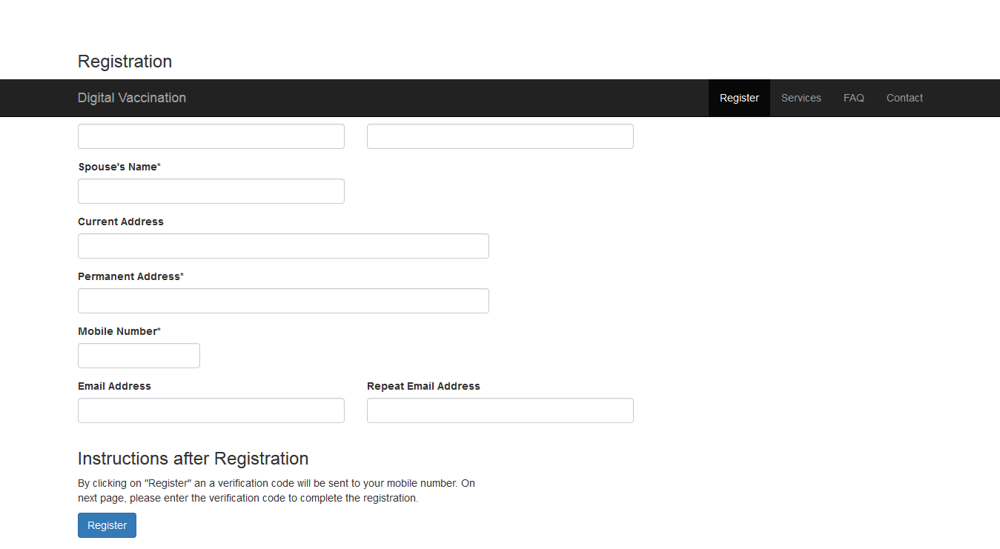 Registration
Digital Vaccination
Register Services FAQ Contact
Spouse's Name*
Current Address
Permanent Address*
Mobile Number*
Email Address Repeat Email Address
Instructions after Registration
By clicking on "Register" an a verification code will be sent to your mobile number. On
next page, please enter the verification code to complete the registration.
Register